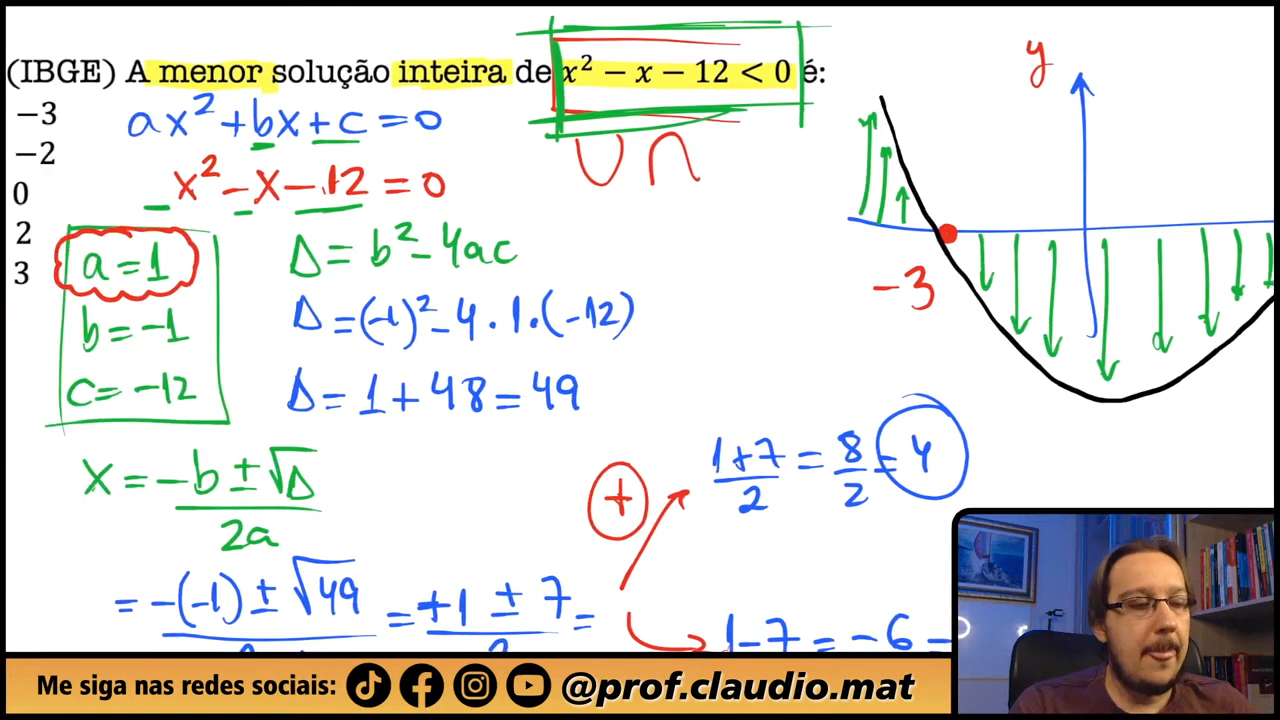 (IBGE) A menor solução inteira de x² − x − 12 < 0 é:
−3
−2
0
2
3
ax² + bx + c = 0
x² − x − 12 = 0
a = 1
b = −1
c = −12
Δ = b² − 4ac
Δ = (−1)² − 4 · 1 · (−12)
Δ = 1 + 48 = 49
x = −b ± √Δ / 2a
= −(−1) ± √49 = +1 ± 7 =
+
1+7 / 2 = 8 / 2 = 4
1−7 = −6 =
y
−3
Me siga nas redes sociais: @prof.claudio.mat